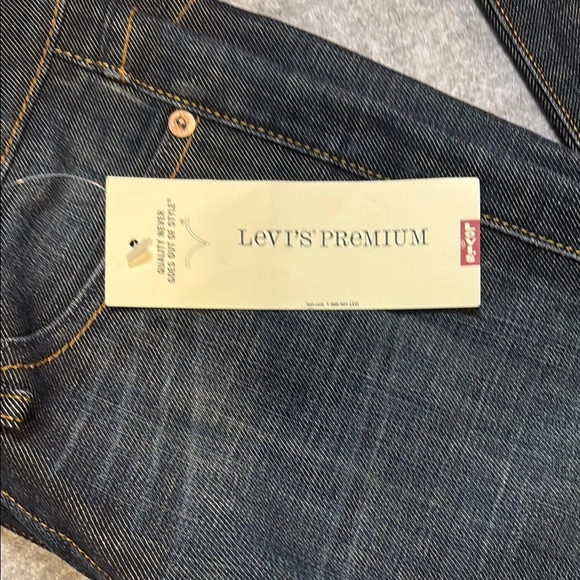 QUALITY NEVER
GOES OUT OF STYLE®
LEVI'S® PREMIUM
LEVI'S